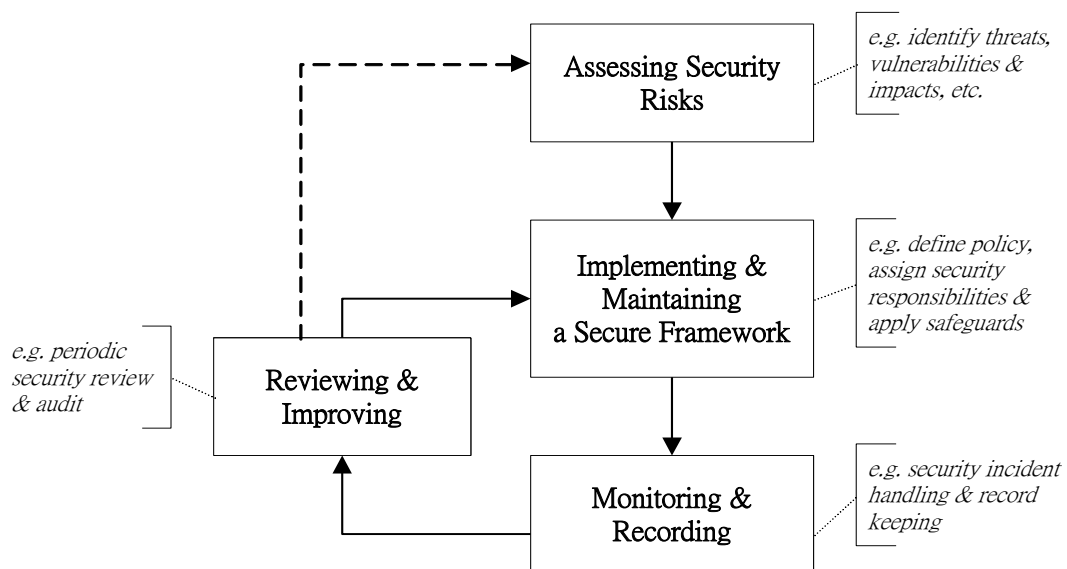 Assessing Security
Risks
e.g. identify threats,
vulnerabilities &
impacts, etc.
Implementing &
Maintaining
a Secure Framework
e.g. define policy,
assign security
responsibilities &
apply safeguards
e.g. periodic
security review
& audit
Reviewing &
Improving
Monitoring &
Recording
e.g. security incident
handling & record
keeping